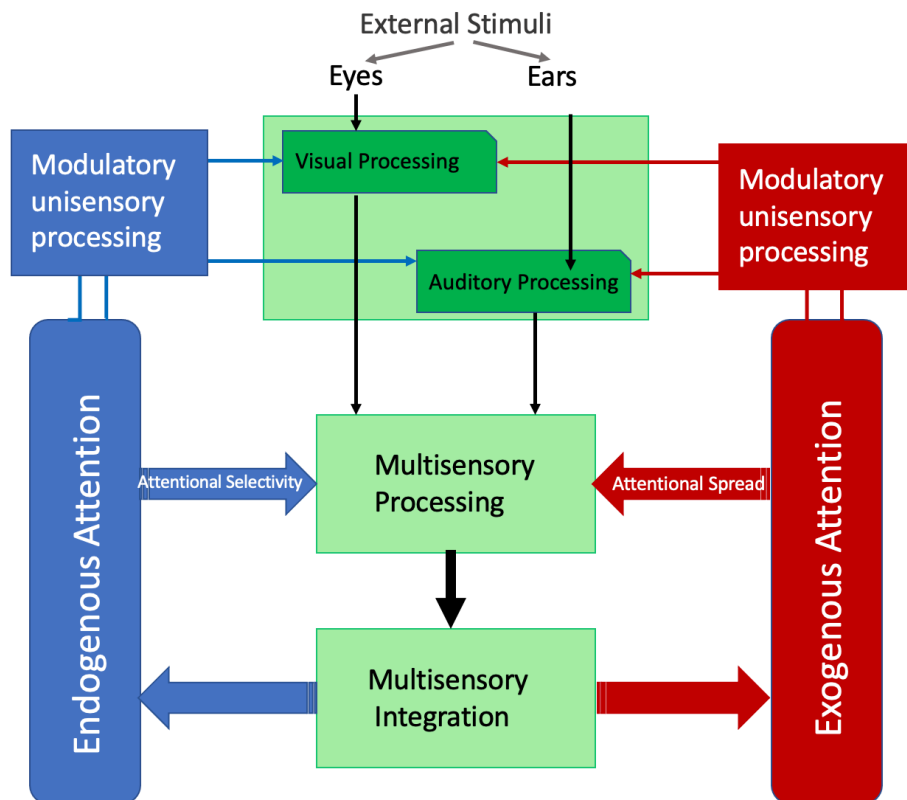 External Stimuli
Eyes
Ears
Modulatory
unisensory
processing
Visual Processing
Auditory Processing
Modulatory
unisensory
processing
Endogenous Attention
Attentional Selectivity
Multisensory
Processing
Attentional Spread
Exogenous Attention
Multisensory
Integration